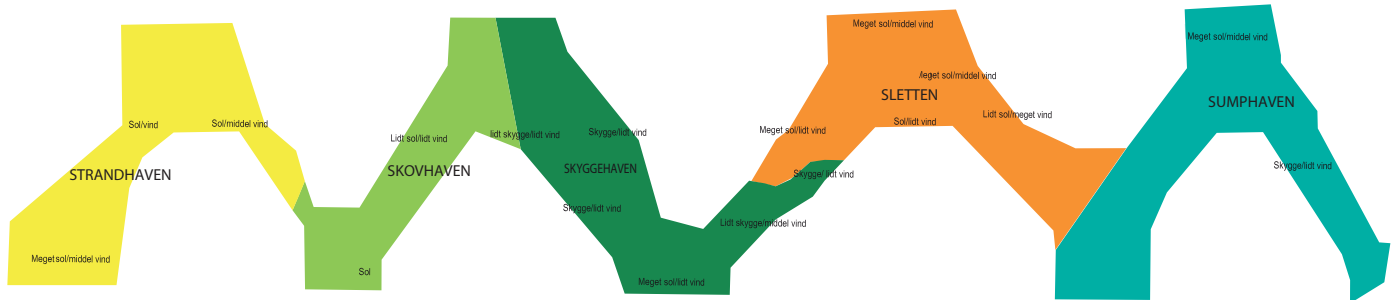 Sol/vind
Sol/middel vind
STRANDHAVEN
Meget sol/middel vind
Lidt sol/lidt vind
SKOVHAVEN
Sol
lidt skygge/lidt vind
Skygge/lidt vind
SKYGGEHAVEN
Skygge/lidt vind
Meget sol/lidt vind
Lidt skygge/middel vind
Skygge/ lidt vind
Meget sol/middel vind
/leget sol/middel vind
SLETTEN
Lidt sol/meget vind
Sol/lidt vind
Meget sol/lidt vind
Meget sol/middel vind
SUMPHAVEN
Skygge/lidt vind